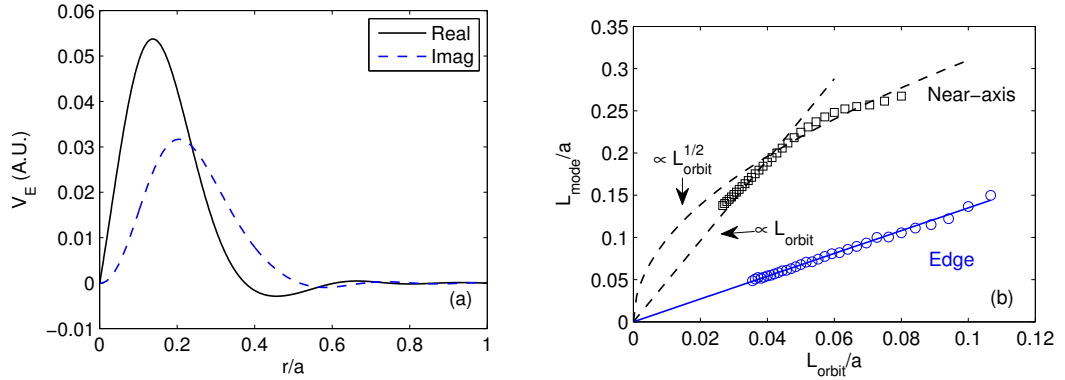 0.06
0.05
0.04
0.03
0.02
0.01
0
−0.01
V_E (A.U.)
Real
Imag
(a)
0 0.2 0.4 0.6 0.8 1
r/a
0.35
0.3
0.25
0.2
0.15
0.1
0.05
0
L_mode/a
Near−axis
∝ L_orbit^1/2
∝ L_orbit
Edge
(b)
0 0.02 0.04 0.06 0.08 0.1 0.12
L_orbit/a